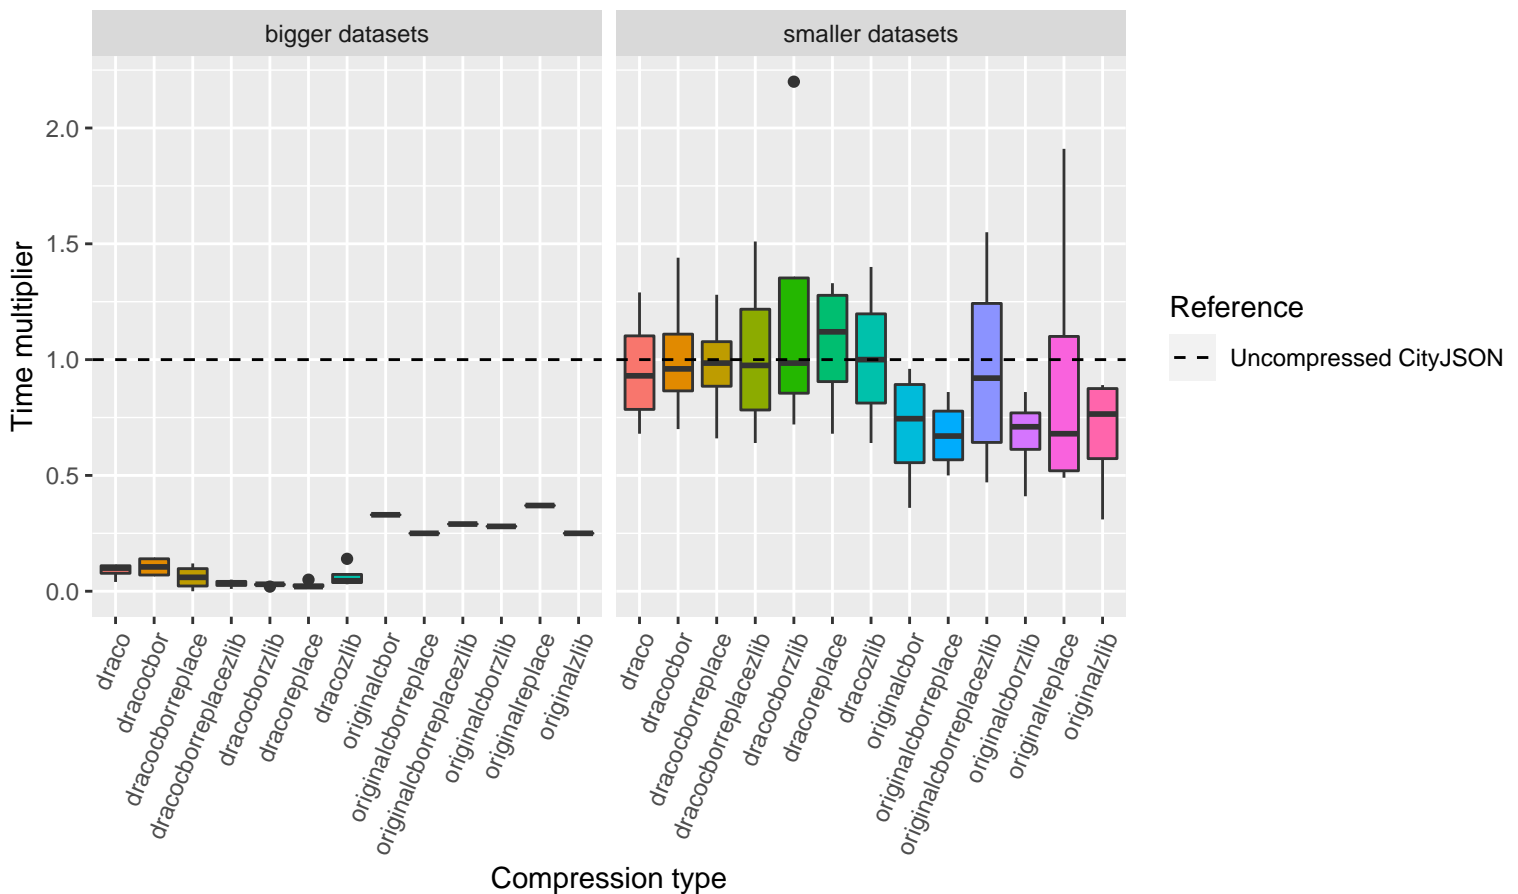 bigger datasets
smaller datasets
2.0
1.5
1.0
0.5
0.0
Time multiplier
draco
dracocbor
dracocborreplace
dracocborreplacezlib
dracocborzlib
dracoreplace
dracozlib
originalcbor
originalcborreplace
originalcborreplacezlib
originalcborzlib
originalreplace
originalzlib
draco
dracocbor
dracocborreplace
dracocborreplacezlib
dracocborzlib
dracoreplace
dracozlib
originalcbor
originalcborreplace
originalcborreplacezlib
originalcborzlib
originalreplace
originalzlib
Compression type
Reference
Uncompressed CityJSON